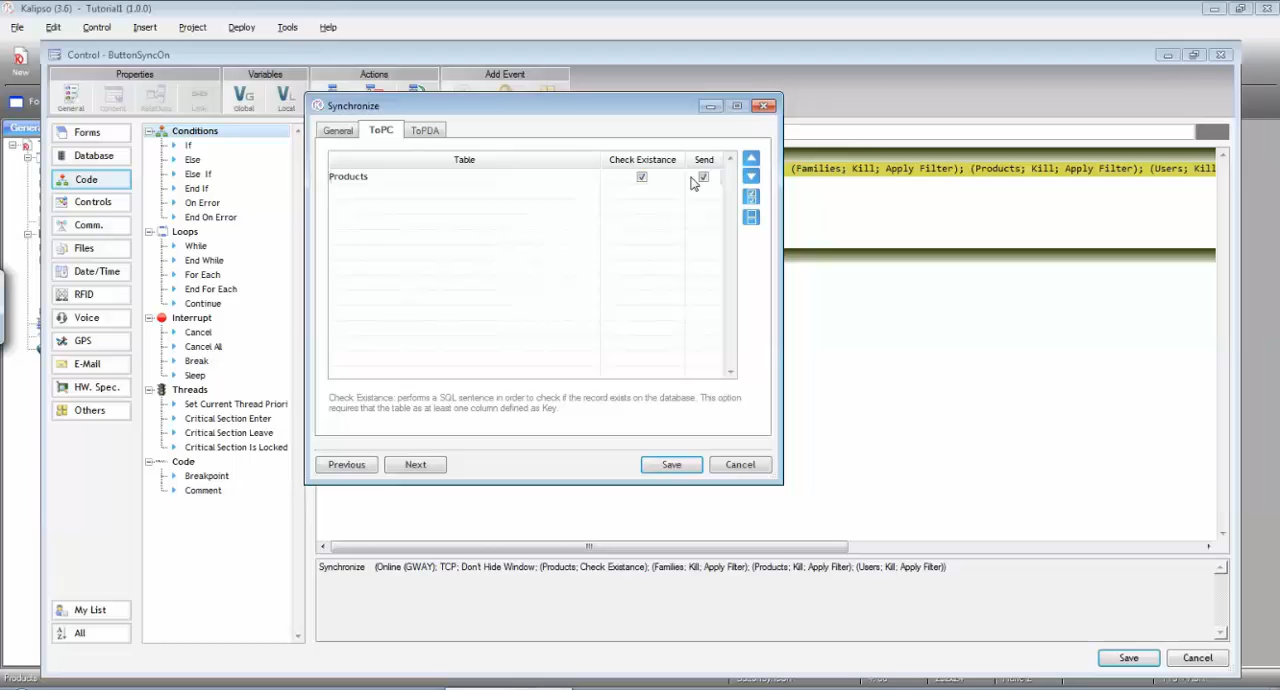 Kalipso (3.6) - Tutorial1 (1.0.0)
File Edit Control Insert Project Deploy Tools Help
New
Control - ButtonSyncOn
Properties Variables Actions Add Event
General Global Local
Synchronize
General ToPC ToPDA
Table Check Existance Send
Products
Check Existance: performs a SQL sentence in order to check if the record exists on the database. This option
requires that the table as at least one column defined as Key.
Previous Next Save Cancel
Forms
Database
Code
Controls
Comm.
Files
Date/Time
RFID
Voice
GPS
E-Mail
HW. Spec.
Others
My List
All
Conditions
If
Else
Else If
End If
On Error
End On Error
Loops
While
End While
For Each
End For Each
Continue
Interrupt
Cancel
Cancel All
Break
Sleep
Threads
Set Current Thread Priori
Critical Section Enter
Critical Section Leave
Critical Section Is Locked
Code
Breakpoint
Comment
(Families; Kill; Apply Filter); (Products; Kill; Apply Filter); (Users; Kill
Synchronize (Online (GWAY); TCP; Don't Hide Window; (Products; Check Existance); (Families; Kill; Apply Filter); (Products; Kill; Apply Filter); (Users; Kill; Apply Filter))
Save Cancel